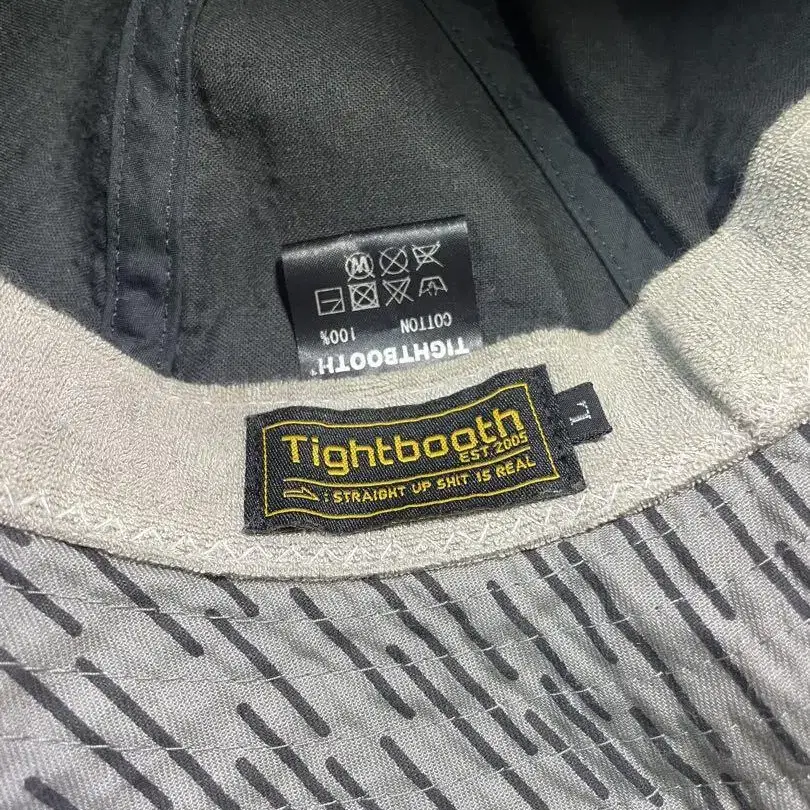 TIGHTBOOTH
COTTON 100%
W
Tightbooth
EST.2005
: STRAIGHT UP SHIT IS REAL
L